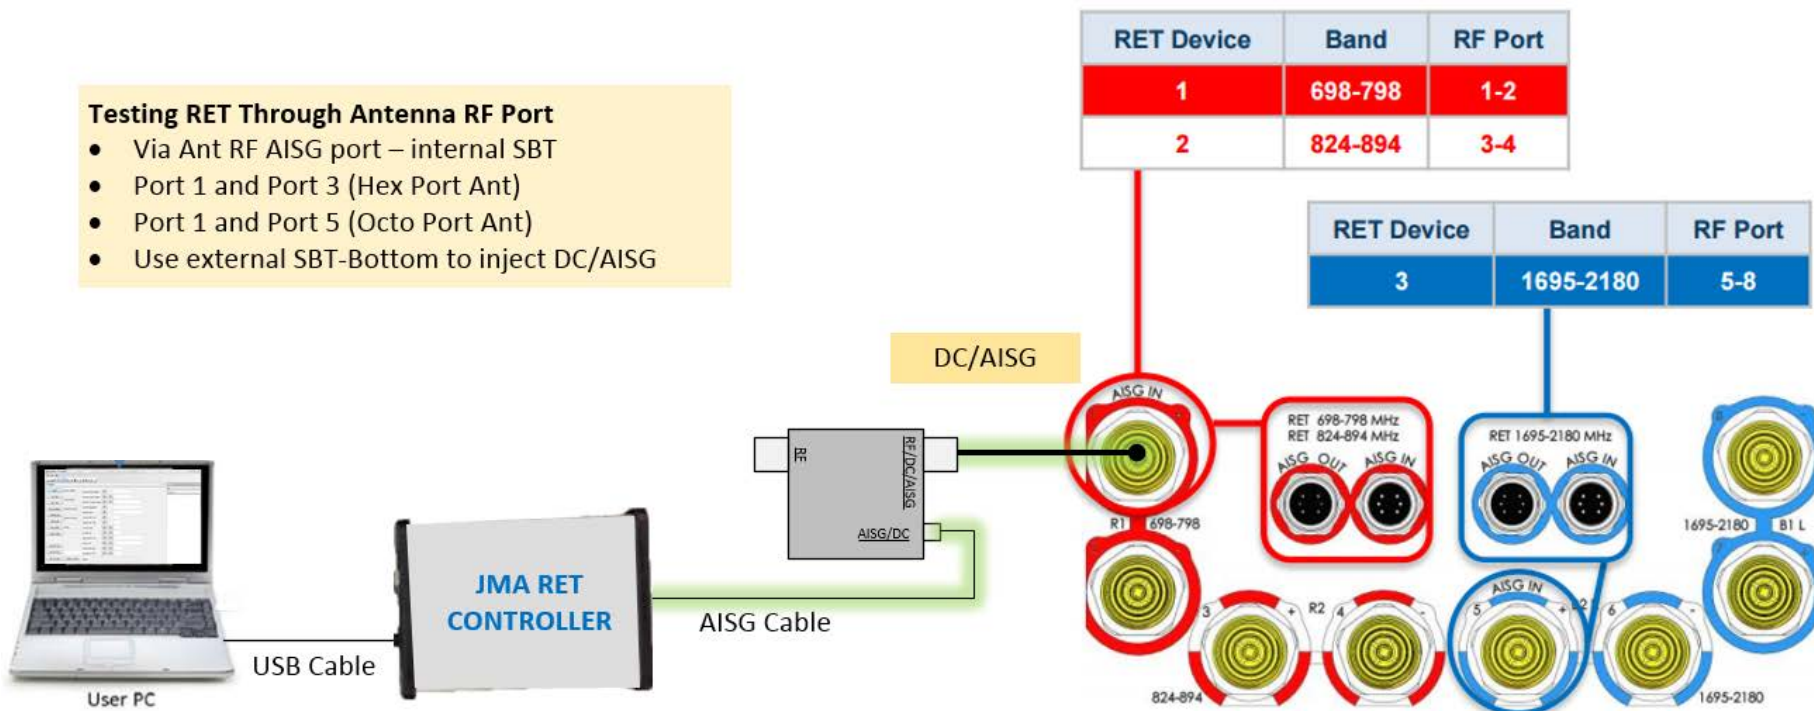 Testing RET Through Antenna RF Port
• Via Ant RF AISG port – internal SBT
• Port 1 and Port 3 (Hex Port Ant)
• Port 1 and Port 5 (Octo Port Ant)
• Use external SBT-Bottom to inject DC/AISG
RET Device Band RF Port
1 698-798 1-2
2 824-894 3-4
RET Device Band RF Port
3 1695-2180 5-8
DC/AISG
RF
RF/DC/AISG
AISG/DC
JMA RET
CONTROLLER
AISG Cable
USB Cable
User PC
AISG IN
R1 698-798
RET 698-798 MHz
RET 824-894 MHz
AISG OUT AISG IN
RET 1695-2180 MHz
AISG OUT AISG IN
1695-2180 B1 L
3 + R2 4 -
824-894
AISG IN
5 + 6 -
1695-2180